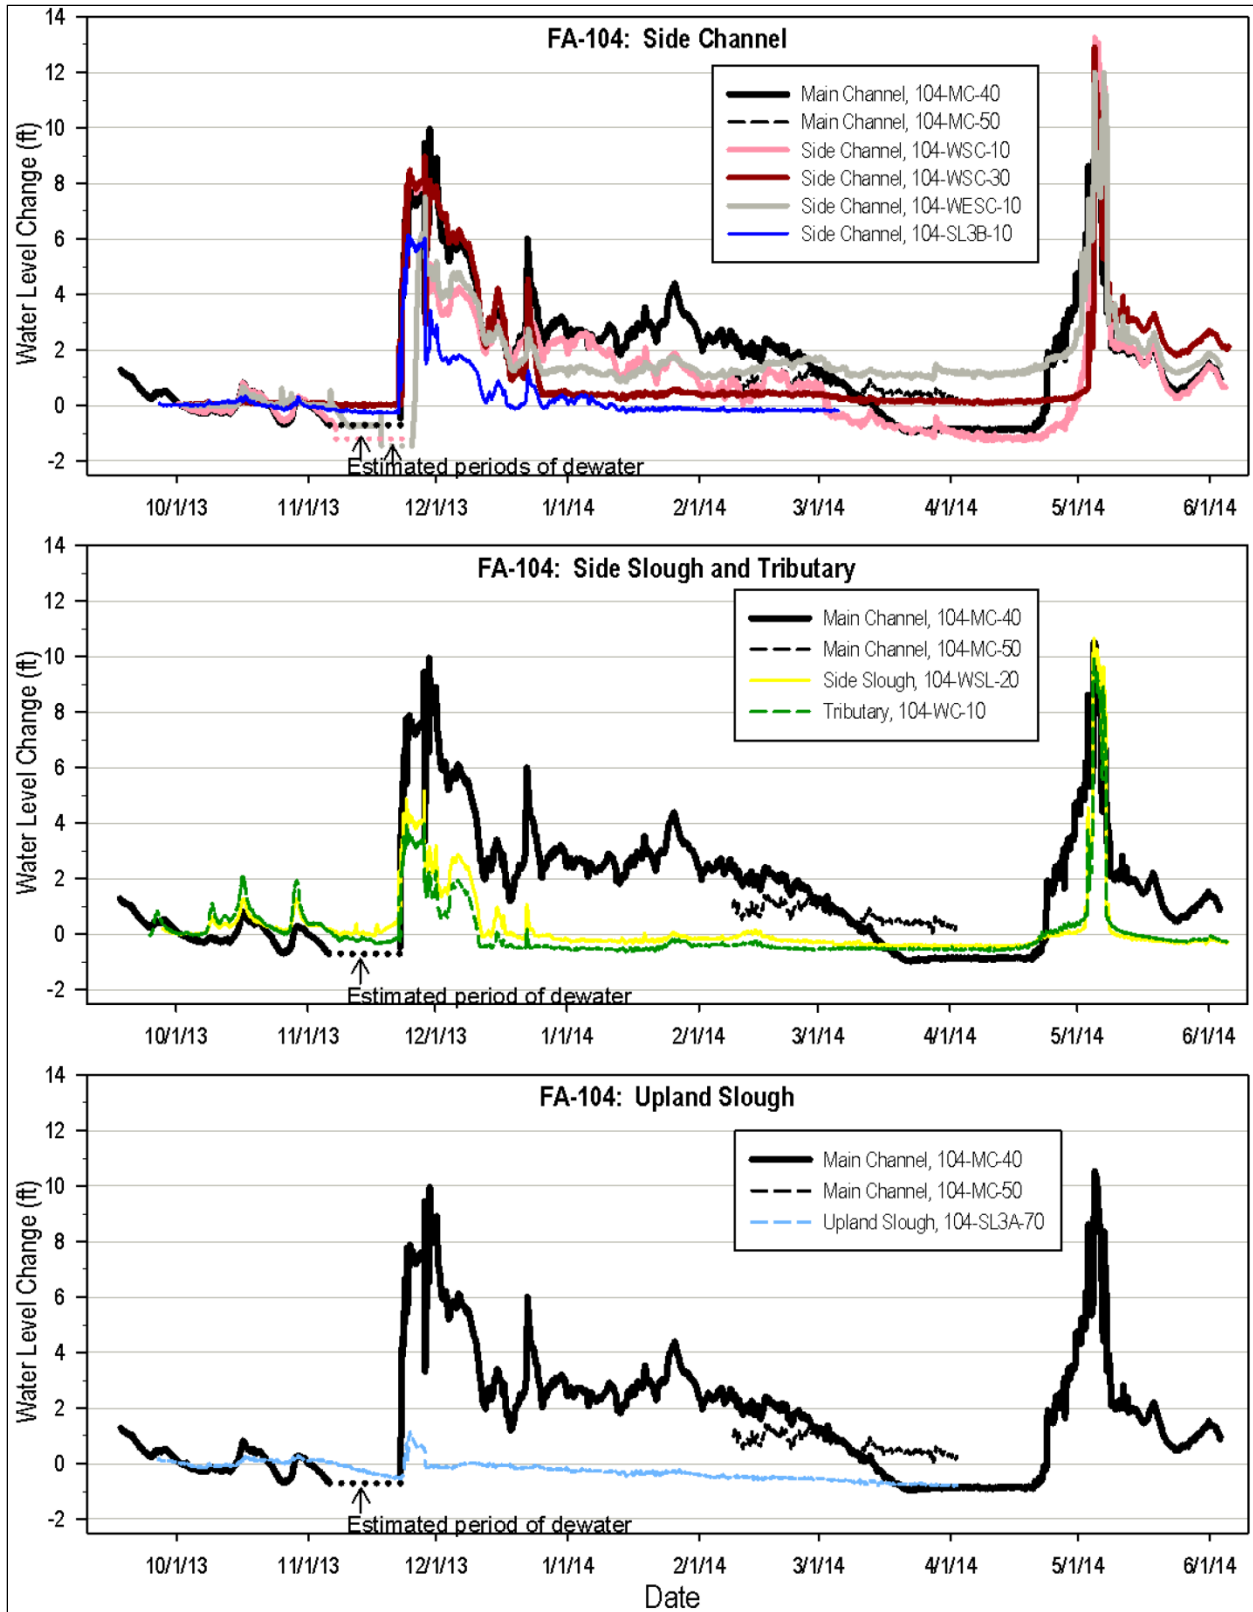 FA-104: Side Channel
Water Level Change (ft)
14
12
10
8
6
4
2
0
-2
Main Channel, 104-MC-40
Main Channel, 104-MC-50
Side Channel, 104-WSC-10
Side Channel, 104-WSC-30
Side Channel, 104-WESC-10
Side Channel, 104-SL3B-10
Estimated periods of dewater
10/1/13 11/1/13 12/1/13 1/1/14 2/1/14 3/1/14 4/1/14 5/1/14 6/1/14
FA-104: Side Slough and Tributary
Water Level Change (ft)
14
12
10
8
6
4
2
0
-2
Main Channel, 104-MC-40
Main Channel, 104-MC-50
Side Slough, 104-WSL-20
Tributary, 104-WC-10
Estimated period of dewater
10/1/13 11/1/13 12/1/13 1/1/14 2/1/14 3/1/14 4/1/14 5/1/14 6/1/14
FA-104: Upland Slough
Water Level Change (ft)
14
12
10
8
6
4
2
0
-2
Main Channel, 104-MC-40
Main Channel, 104-MC-50
Upland Slough, 104-SL3A-70
Estimated period of dewater
10/1/13 11/1/13 12/1/13 1/1/14 2/1/14 3/1/14 4/1/14 5/1/14 6/1/14
Date